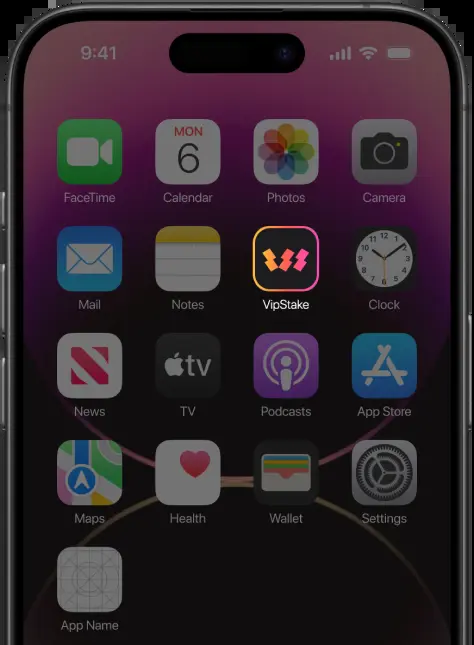 9:41
MON
6
FaceTime
Calendar
Photos
Camera
12
Mail
Notes
VipStake
Clock
tv
News
TV
Podcasts
App Store
Maps
Health
Wallet
Settings
App Name